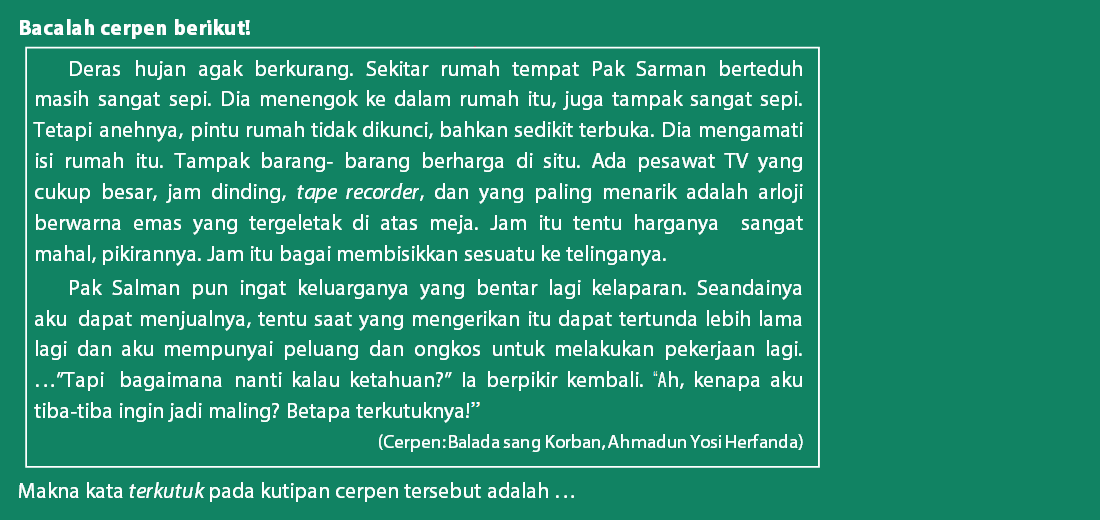 Bacalah cerpen berikut!
Deras hujan agak berkurang. Sekitar rumah tempat Pak Sarman berteduh
masih sangat sepi. Dia menengok ke dalam rumah itu, juga tampak sangat sepi.
Tetapi anehnya, pintu rumah tidak dikunci, bahkan sedikit terbuka. Dia mengamati
isi rumah itu. Tampak barang- barang berharga di situ. Ada pesawat TV yang
cukup besar, jam dinding, tape recorder, dan yang paling menarik adalah arloji
berwarna emas yang tergeletak di atas meja. Jam itu tentu harganya sangat
mahal, pikirannya. Jam itu bagai membisikkan sesuatu ke telinganya.
Pak Salman pun ingat keluarganya yang bentar lagi kelaparan. Seandainya
aku dapat menjualnya, tentu saat yang mengerikan itu dapat tertunda lebih lama
lagi dan aku mempunyai peluang dan ongkos untuk melakukan pekerjaan lagi.
...”Tapi bagaimana nanti kalau ketahuan?” Ia berpikir kembali. “Ah, kenapa aku
tiba-tiba ingin jadi maling? Betapa terkutuknya!”
(Cerpen: Balada sang Korban, Ahmadun Yosi Herfanda)
Makna kata terkutuk pada kutipan cerpen tersebut adalah ...